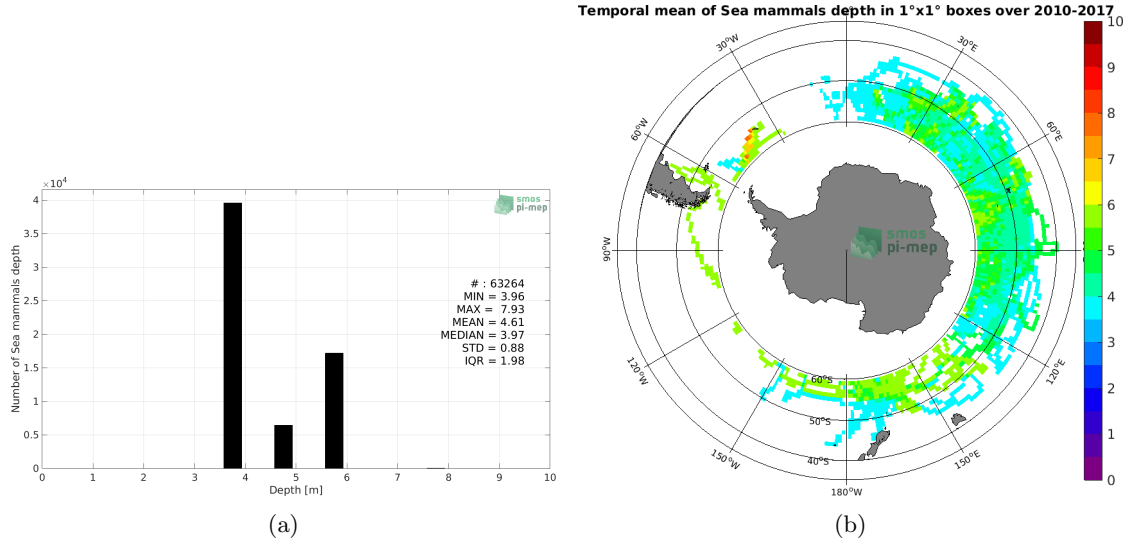 Temporal mean of Sea mammals depth in 1°x1° boxes over 2010-2017
×10⁴
4
3.5
3
2.5
2
1.5
1
0.5
0
Number of Sea mammals depth
smos
pi-mep
# : 63264
MIN = 3.96
MAX = 7.93
MEAN = 4.61
MEDIAN = 3.97
STD = 0.88
IQR = 1.98
0 1 2 3 4 5 6 7 8 9 10
Depth [m]
(a)
30°W
30°E
60°W
60°E
90°W
smos
pi-mep
120°W
120°E
60°S
50°S
40°S
150°W
150°E
180°W
10
9
8
7
6
5
4
3
2
1
0
(b)